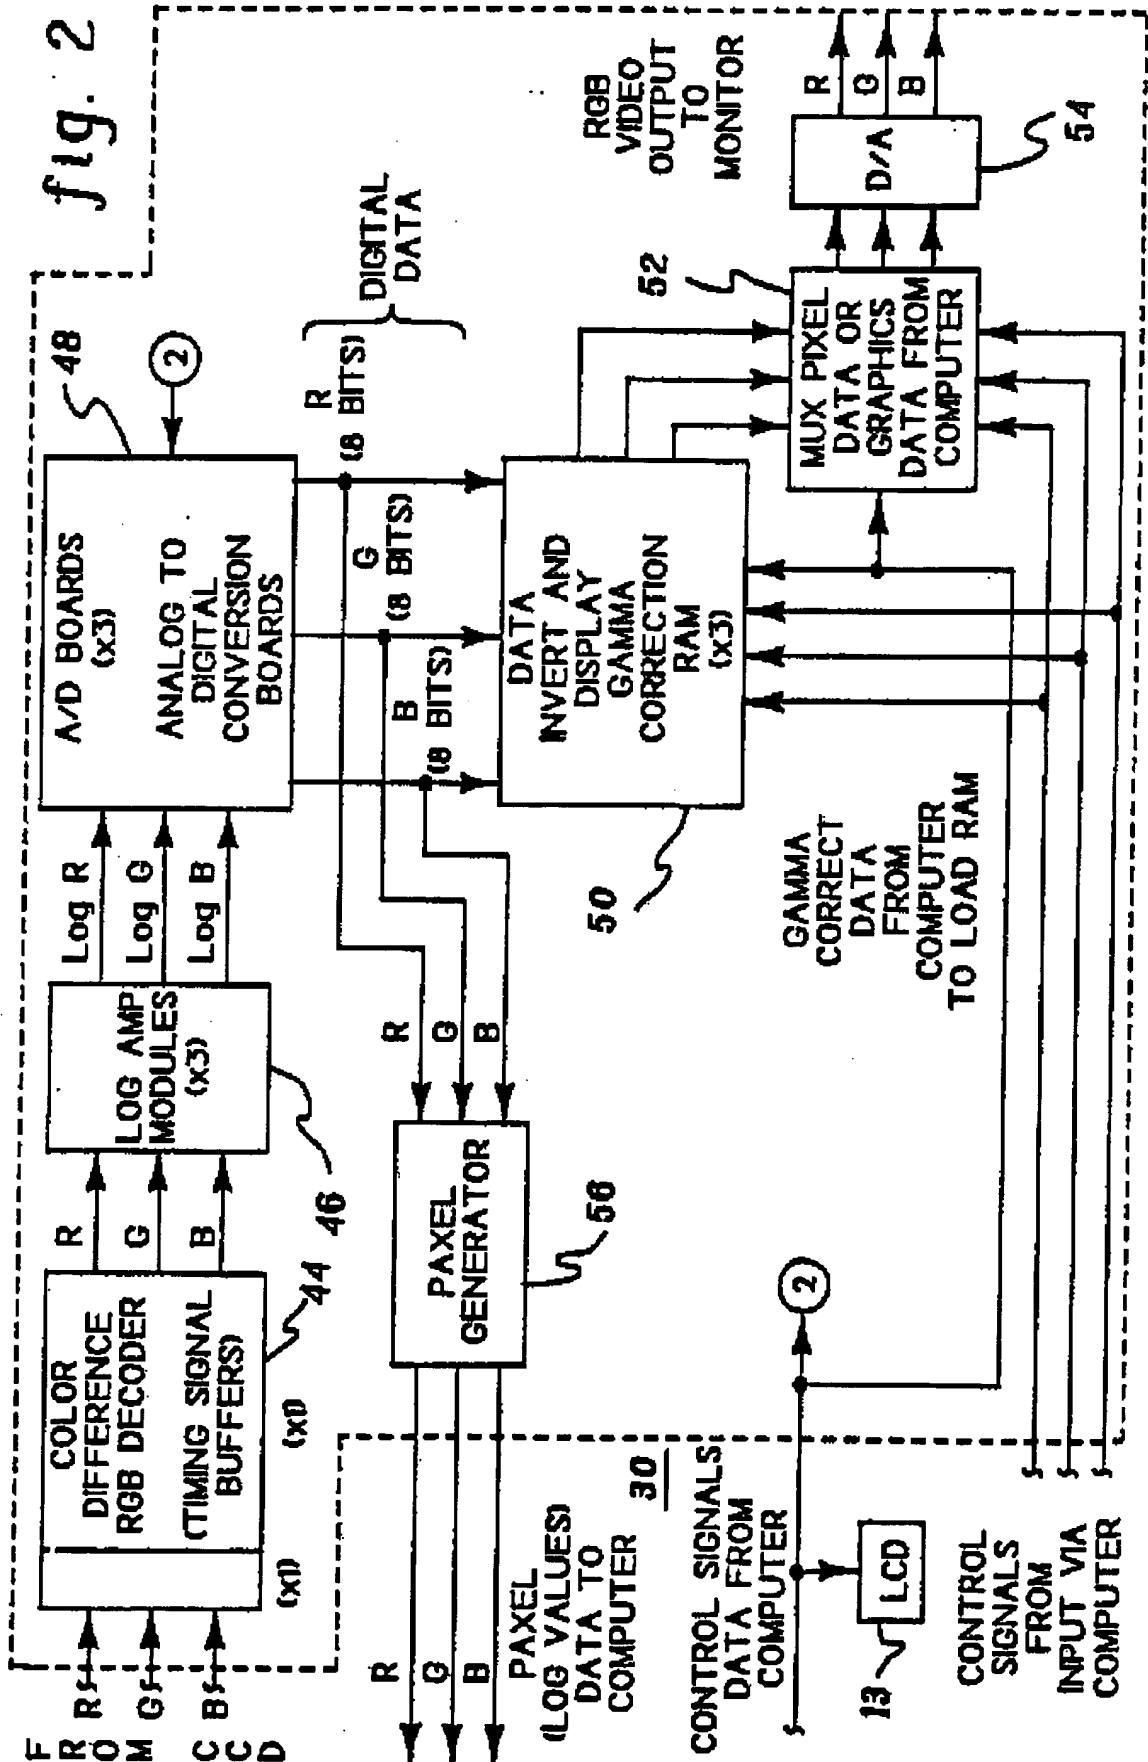 fig. 2
FROM CCD
R
G
B
COLOR
DIFFERENCE
RGB DECODER
(TIMING SIGNAL
BUFFERS)
(x1)
(x1)
44
R
G
B
LOG AMP
MODULES
(x3)
46
Log R
Log G
Log B
A/D BOARDS
(x3)
ANALOG TO
DIGITAL
CONVERSION
BOARDS
48
2
R
(8 BITS)
G
(8 BITS)
B
(8 BITS)
DIGITAL
DATA
R
G
B
PAXEL
GENERATOR
56
R
G
B
PAXEL
(LOG VALUES)
DATA TO
COMPUTER
30
DATA
INVERT AND
DISPLAY
GAMMA
CORRECTION
RAM
(x3)
50
MUX PIXEL
DATA OR
GRAPHICS
DATA FROM
COMPUTER
52
D/A
54
R
G
B
RGB
VIDEO
OUTPUT
TO
MONITOR
GAMMA
CORRECT
DATA
FROM
COMPUTER
TO LOAD RAM
CONTROL SIGNALS
DATA FROM
COMPUTER
2
LCD
13
CONTROL
SIGNALS
FROM
INPUT VIA
COMPUTER